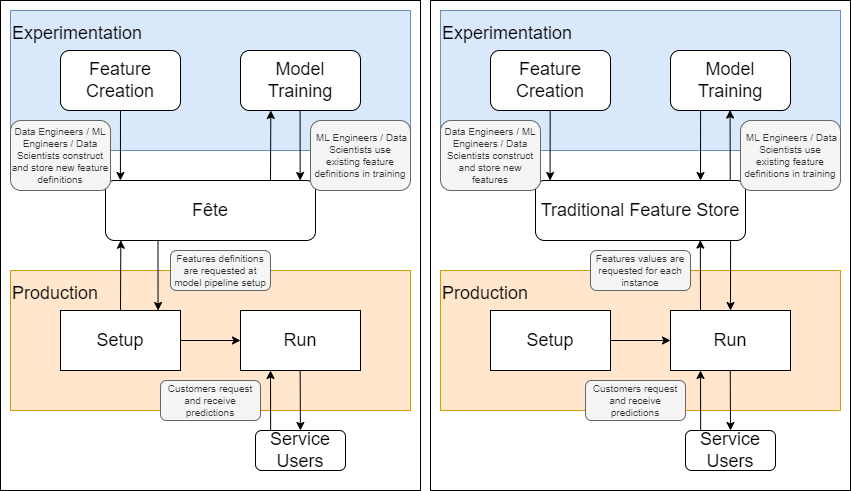 Experimentation
Feature
Creation
Model
Training
Data Engineers / ML
Engineers / Data
Scientists construct
and store new feature
definitions
ML Engineers / Data
Scientists use
existing feature
definitions in training
Fête
Features definitions
are requested at
model pipeline setup
Production
Setup
Run
Customers request
and receive
predictions
Service
Users
Experimentation
Feature
Creation
Model
Training
Data Engineers / ML
Engineers / Data
Scientists construct
and store new
features
ML Engineers / Data
Scientists use
existing feature
definitions in training
Traditional Feature Store
Features values are
requested for each
instance
Production
Setup
Run
Customers request
and receive
predictions
Service
Users